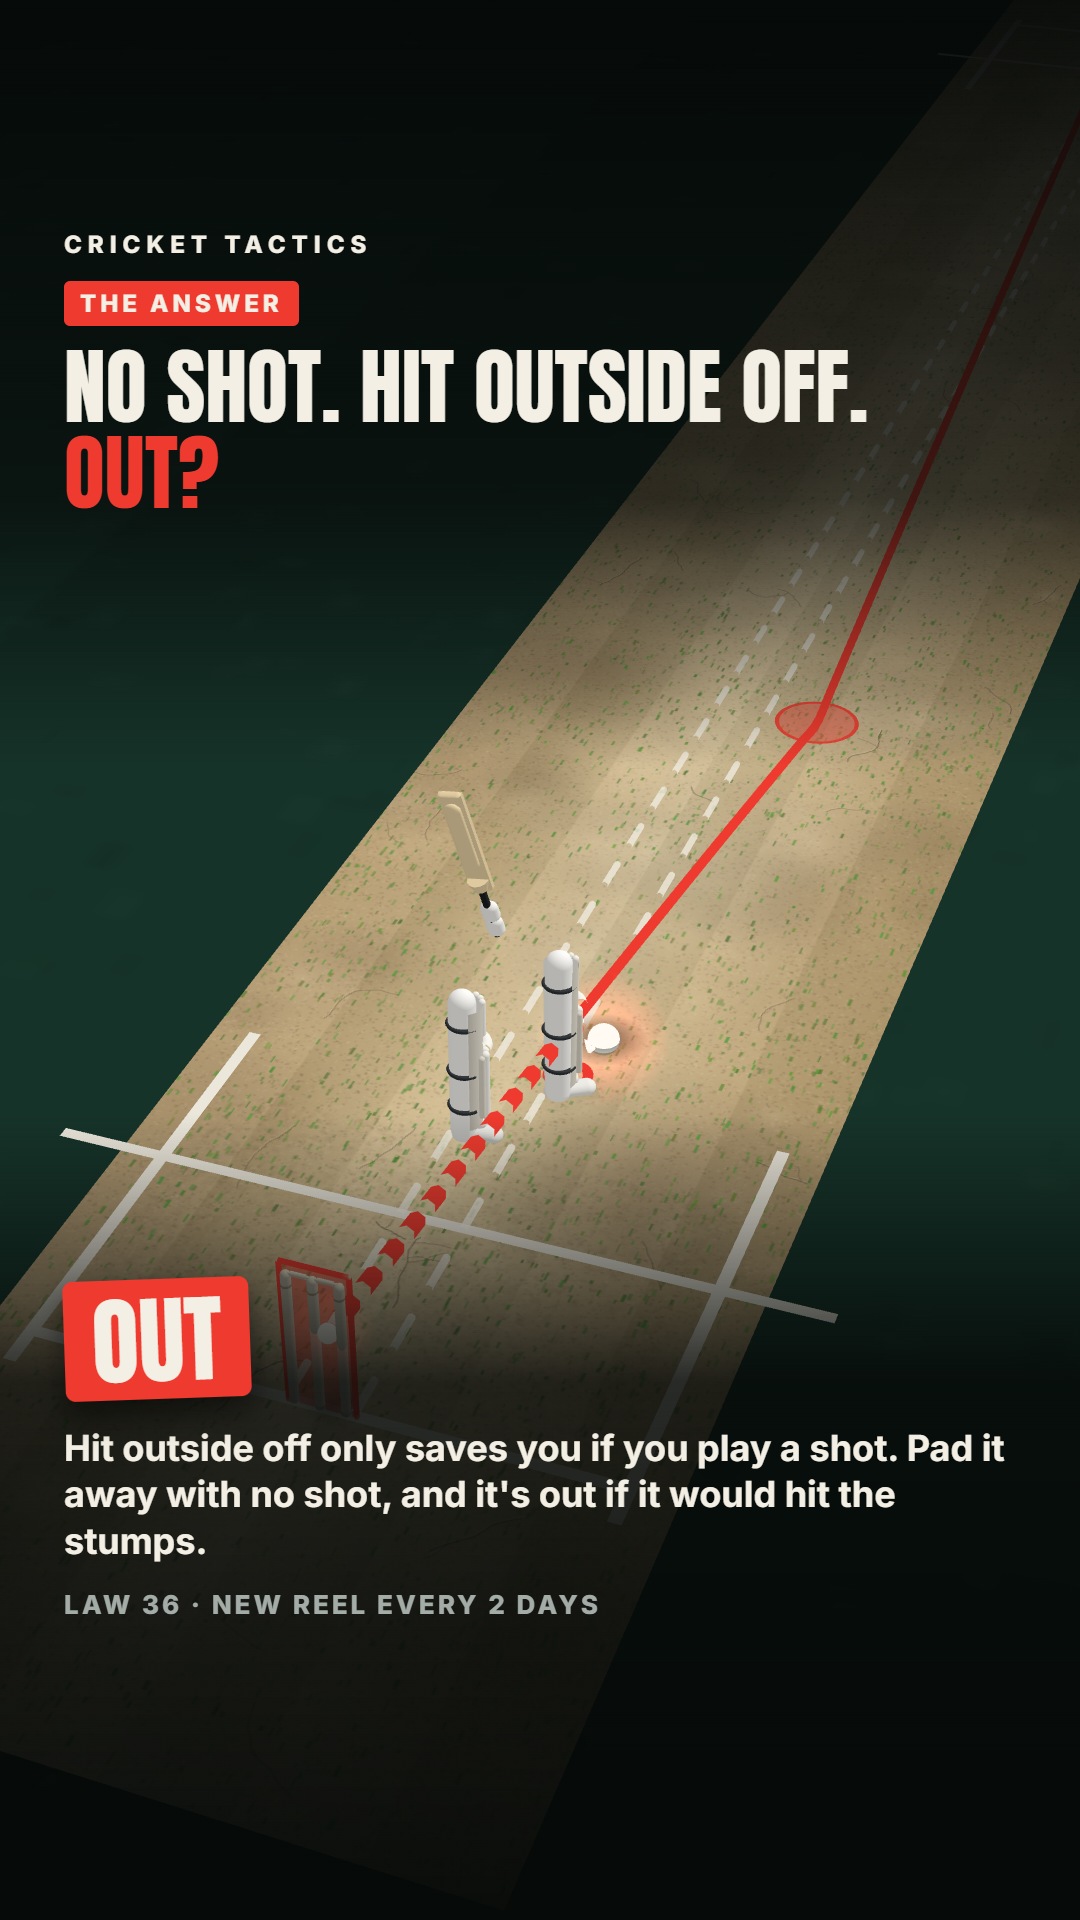 CRICKET TACTICS
THE ANSWER
NO SHOT. HIT OUTSIDE OFF.
OUT?
OUT
Hit outside off only saves you if you play a shot. Pad it
away with no shot, and it's out if it would hit the
stumps.
LAW 36 · NEW REEL EVERY 2 DAYS